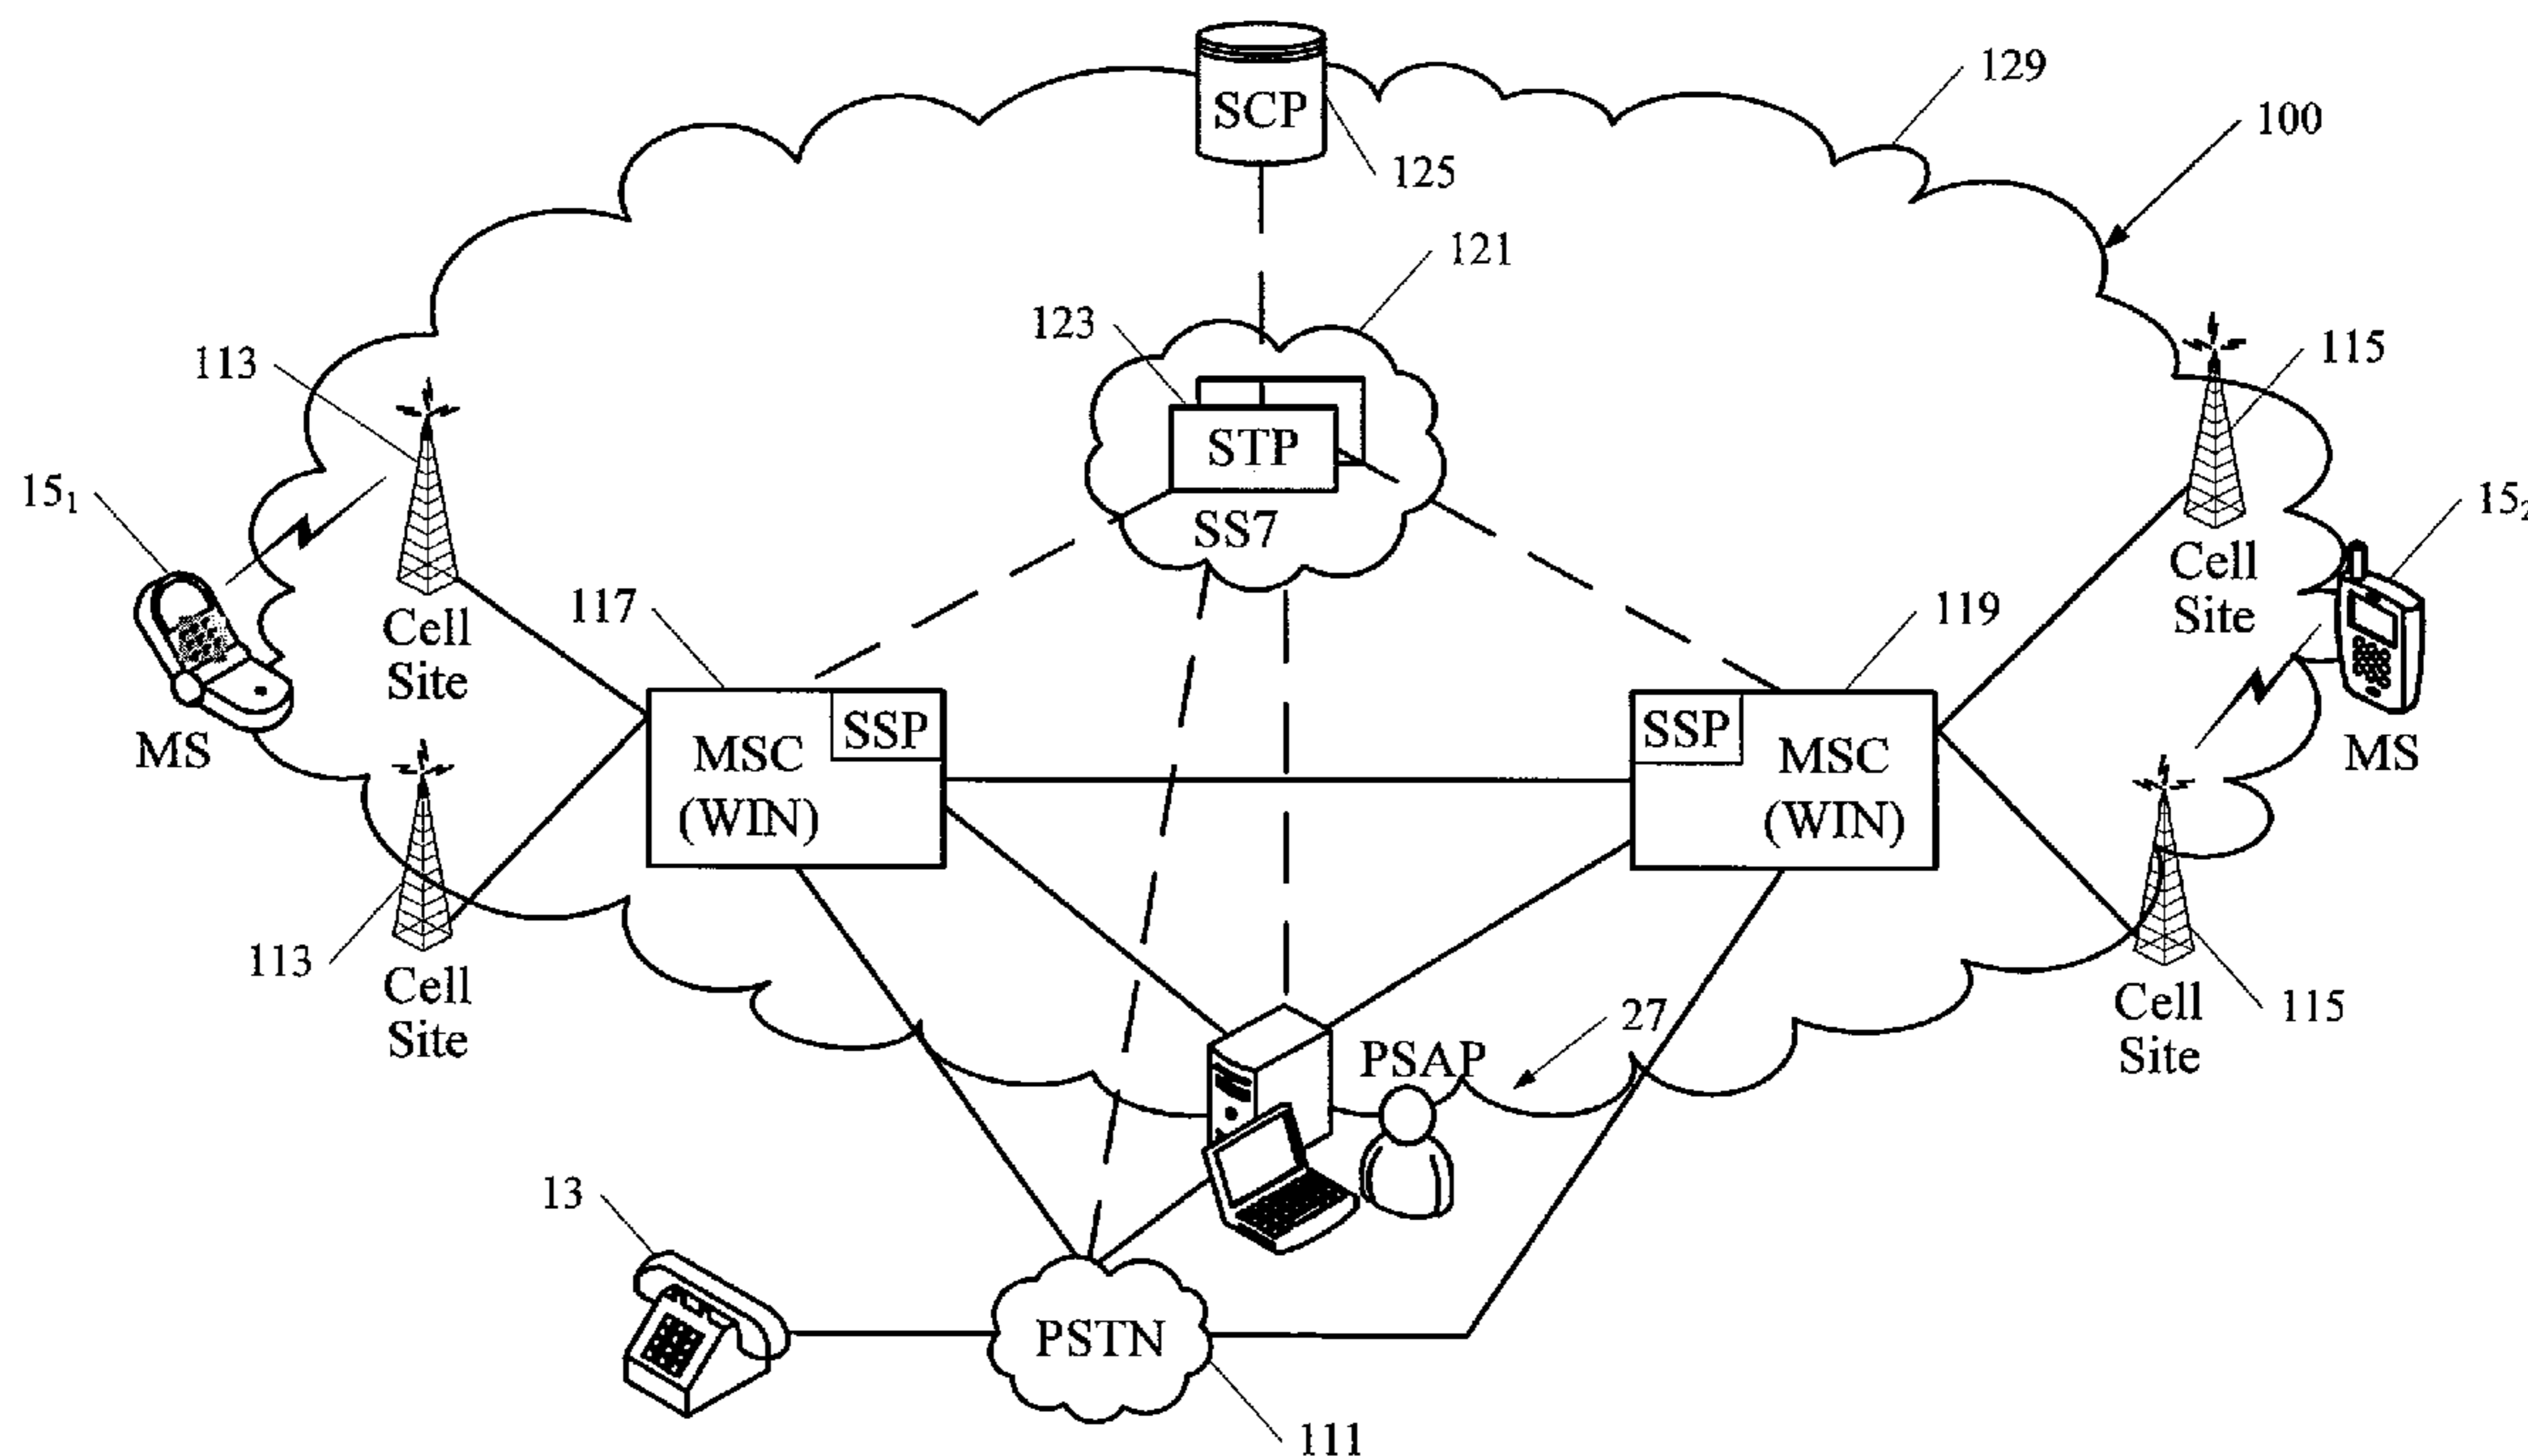 SCP
129
100
125
121
123
113
115
STP
15₁
15₂
SS7
Cell
Site
Cell
Site
117
119
MS
SSP
MSC
(WIN)
SSP
MSC
(WIN)
MS
113
Cell
Site
115
Cell
Site
27
PSAP
13
PSTN
111